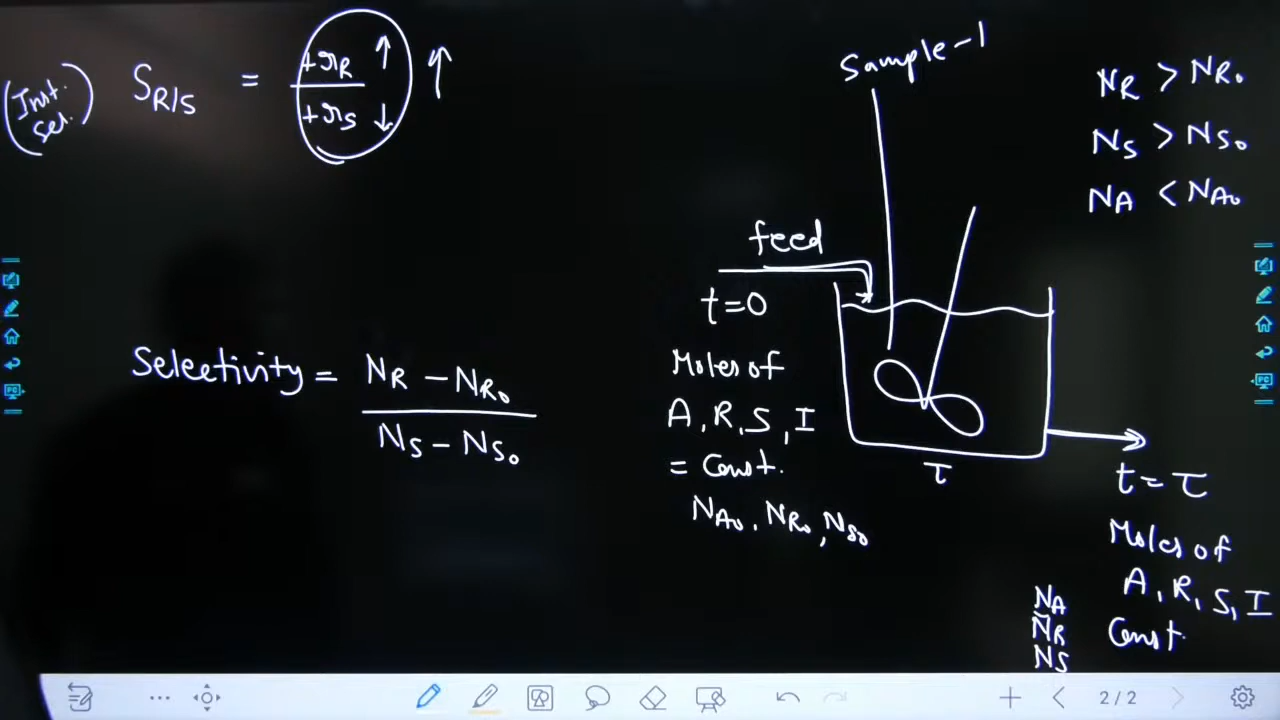 (Inst. sel.) S_R/S = +r_R ↑ / +r_S ↓ ↑
Selectivity = N_R − N_R₀ / N_S − N_S₀
Sample-1
feed
t=0
Moles of
A, R, S, I
= Const.
N_A₀, N_R₀, N_S₀
τ
N_R > N_R₀
N_S > N_S₀
N_A < N_A₀
t = τ
Moles of
A, R, S, I
Const.
N_A
N_R
N_S
2/2